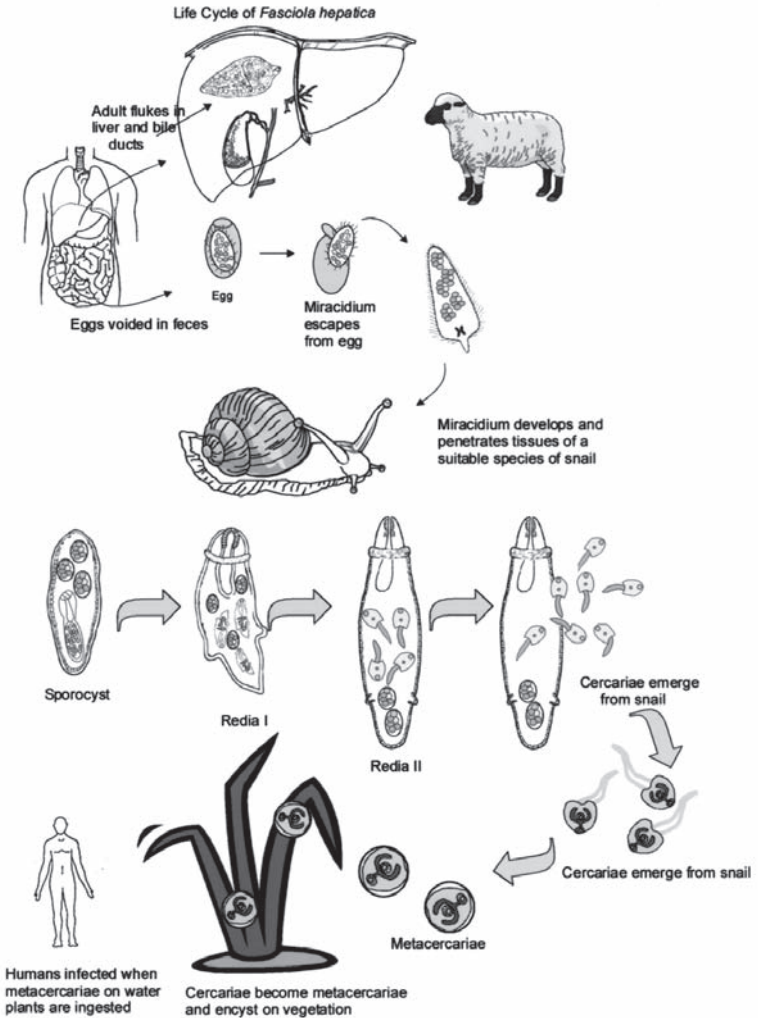 Life Cycle of Fasciola hepatica
Adult flukes in
liver and bile
ducts
Egg
Eggs voided in feces
Miracidium
escapes
from egg
Miracidium develops and
penetrates tissues of a
suitable species of snail
Sporocyst
Redia I
Redia II
Cercariae emerge
from snail
Cercariae emerge from snail
Metacercariae
Humans infected when
metacercariae on water
plants are ingested
Cercariae become metacercariae
and encyst on vegetation